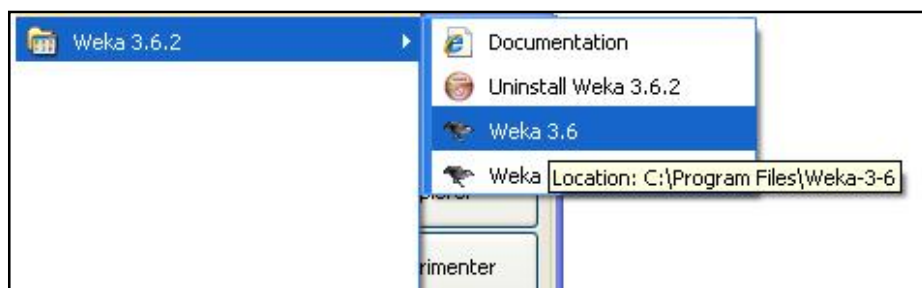 Weka 3.6.2
Documentation
Uninstall Weka 3.6.2
Weka 3.6
Weka
Location: C:\Program Files\Weka-3-6
rimenter